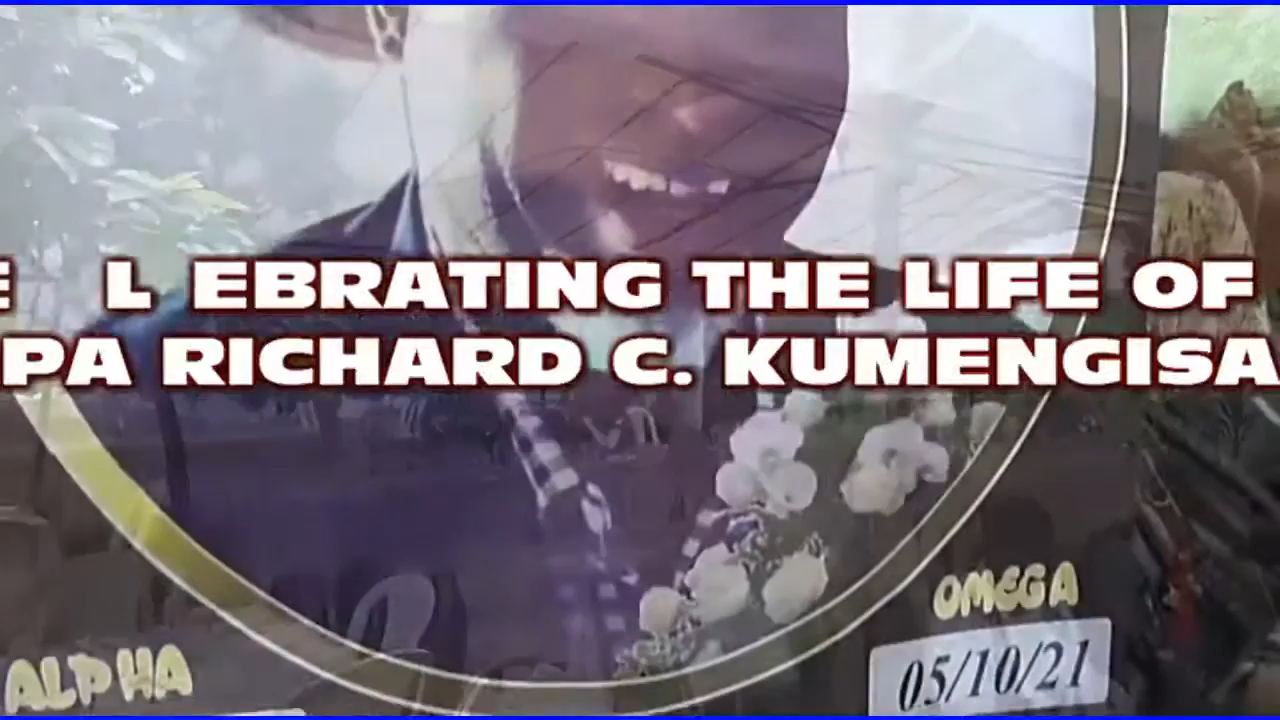 E L EBRATING THE LIFE OF
PA RICHARD C. KUMENGISA
OMEGA
05/10/21
ALPHA